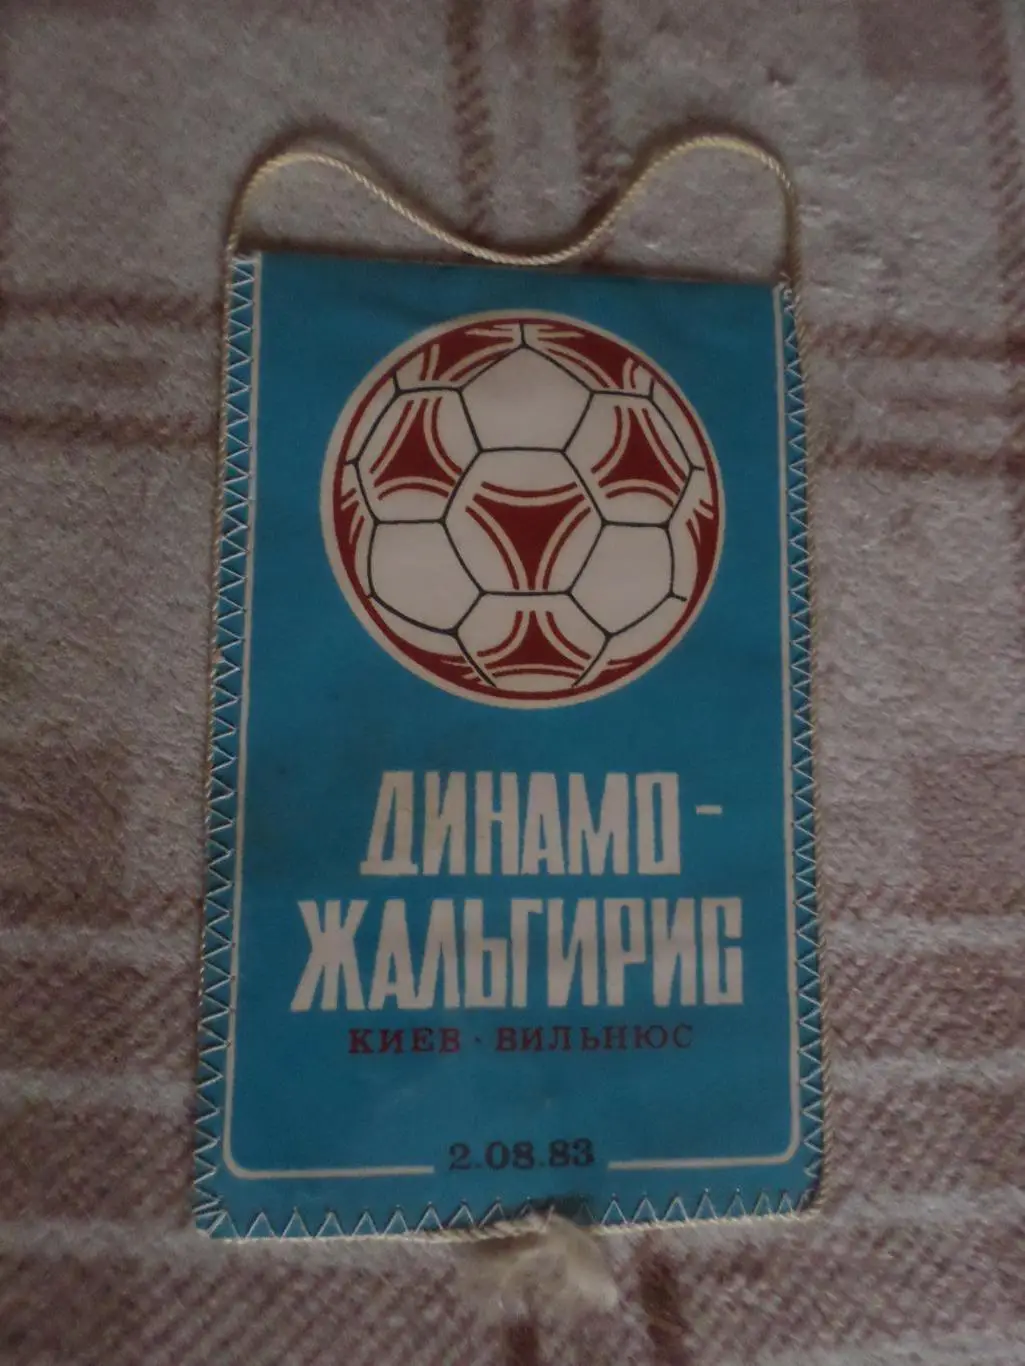 ДИНАМО -
ЖАЛЬГИРИС
КИЕВ · ВИЛЬНЮС
2.08.83